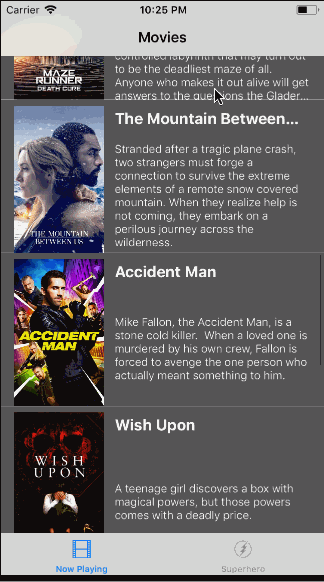 Carrier 10:25 PM
Movies
controlled labyrinth that may turn out
to be the deadliest maze of all.
Anyone who makes it out alive will get
answers to the questions the Glader...
MAZE
RUNNER
DEATH CURE
The Mountain Between...
Stranded after a tragic plane crash,
two strangers must forge a
connection to survive the extreme
elements of a remote snow covered
mountain. When they realize help is
not coming, they embark on a
perilous journey across the
wilderness.
THE MOUNTAIN
BETWEEN US
Accident Man
Mike Fallon, the Accident Man, is a
stone cold killer.  When a loved one is
murdered by his own crew, Fallon is
forced to avenge the one person who
actually meant something to him.
ACCIDENT
MAN
Wish Upon
A teenage girl discovers a box with
magical powers, but those powers
comes with a deadly price.
WISH
UPON
Now Playing
Superhero